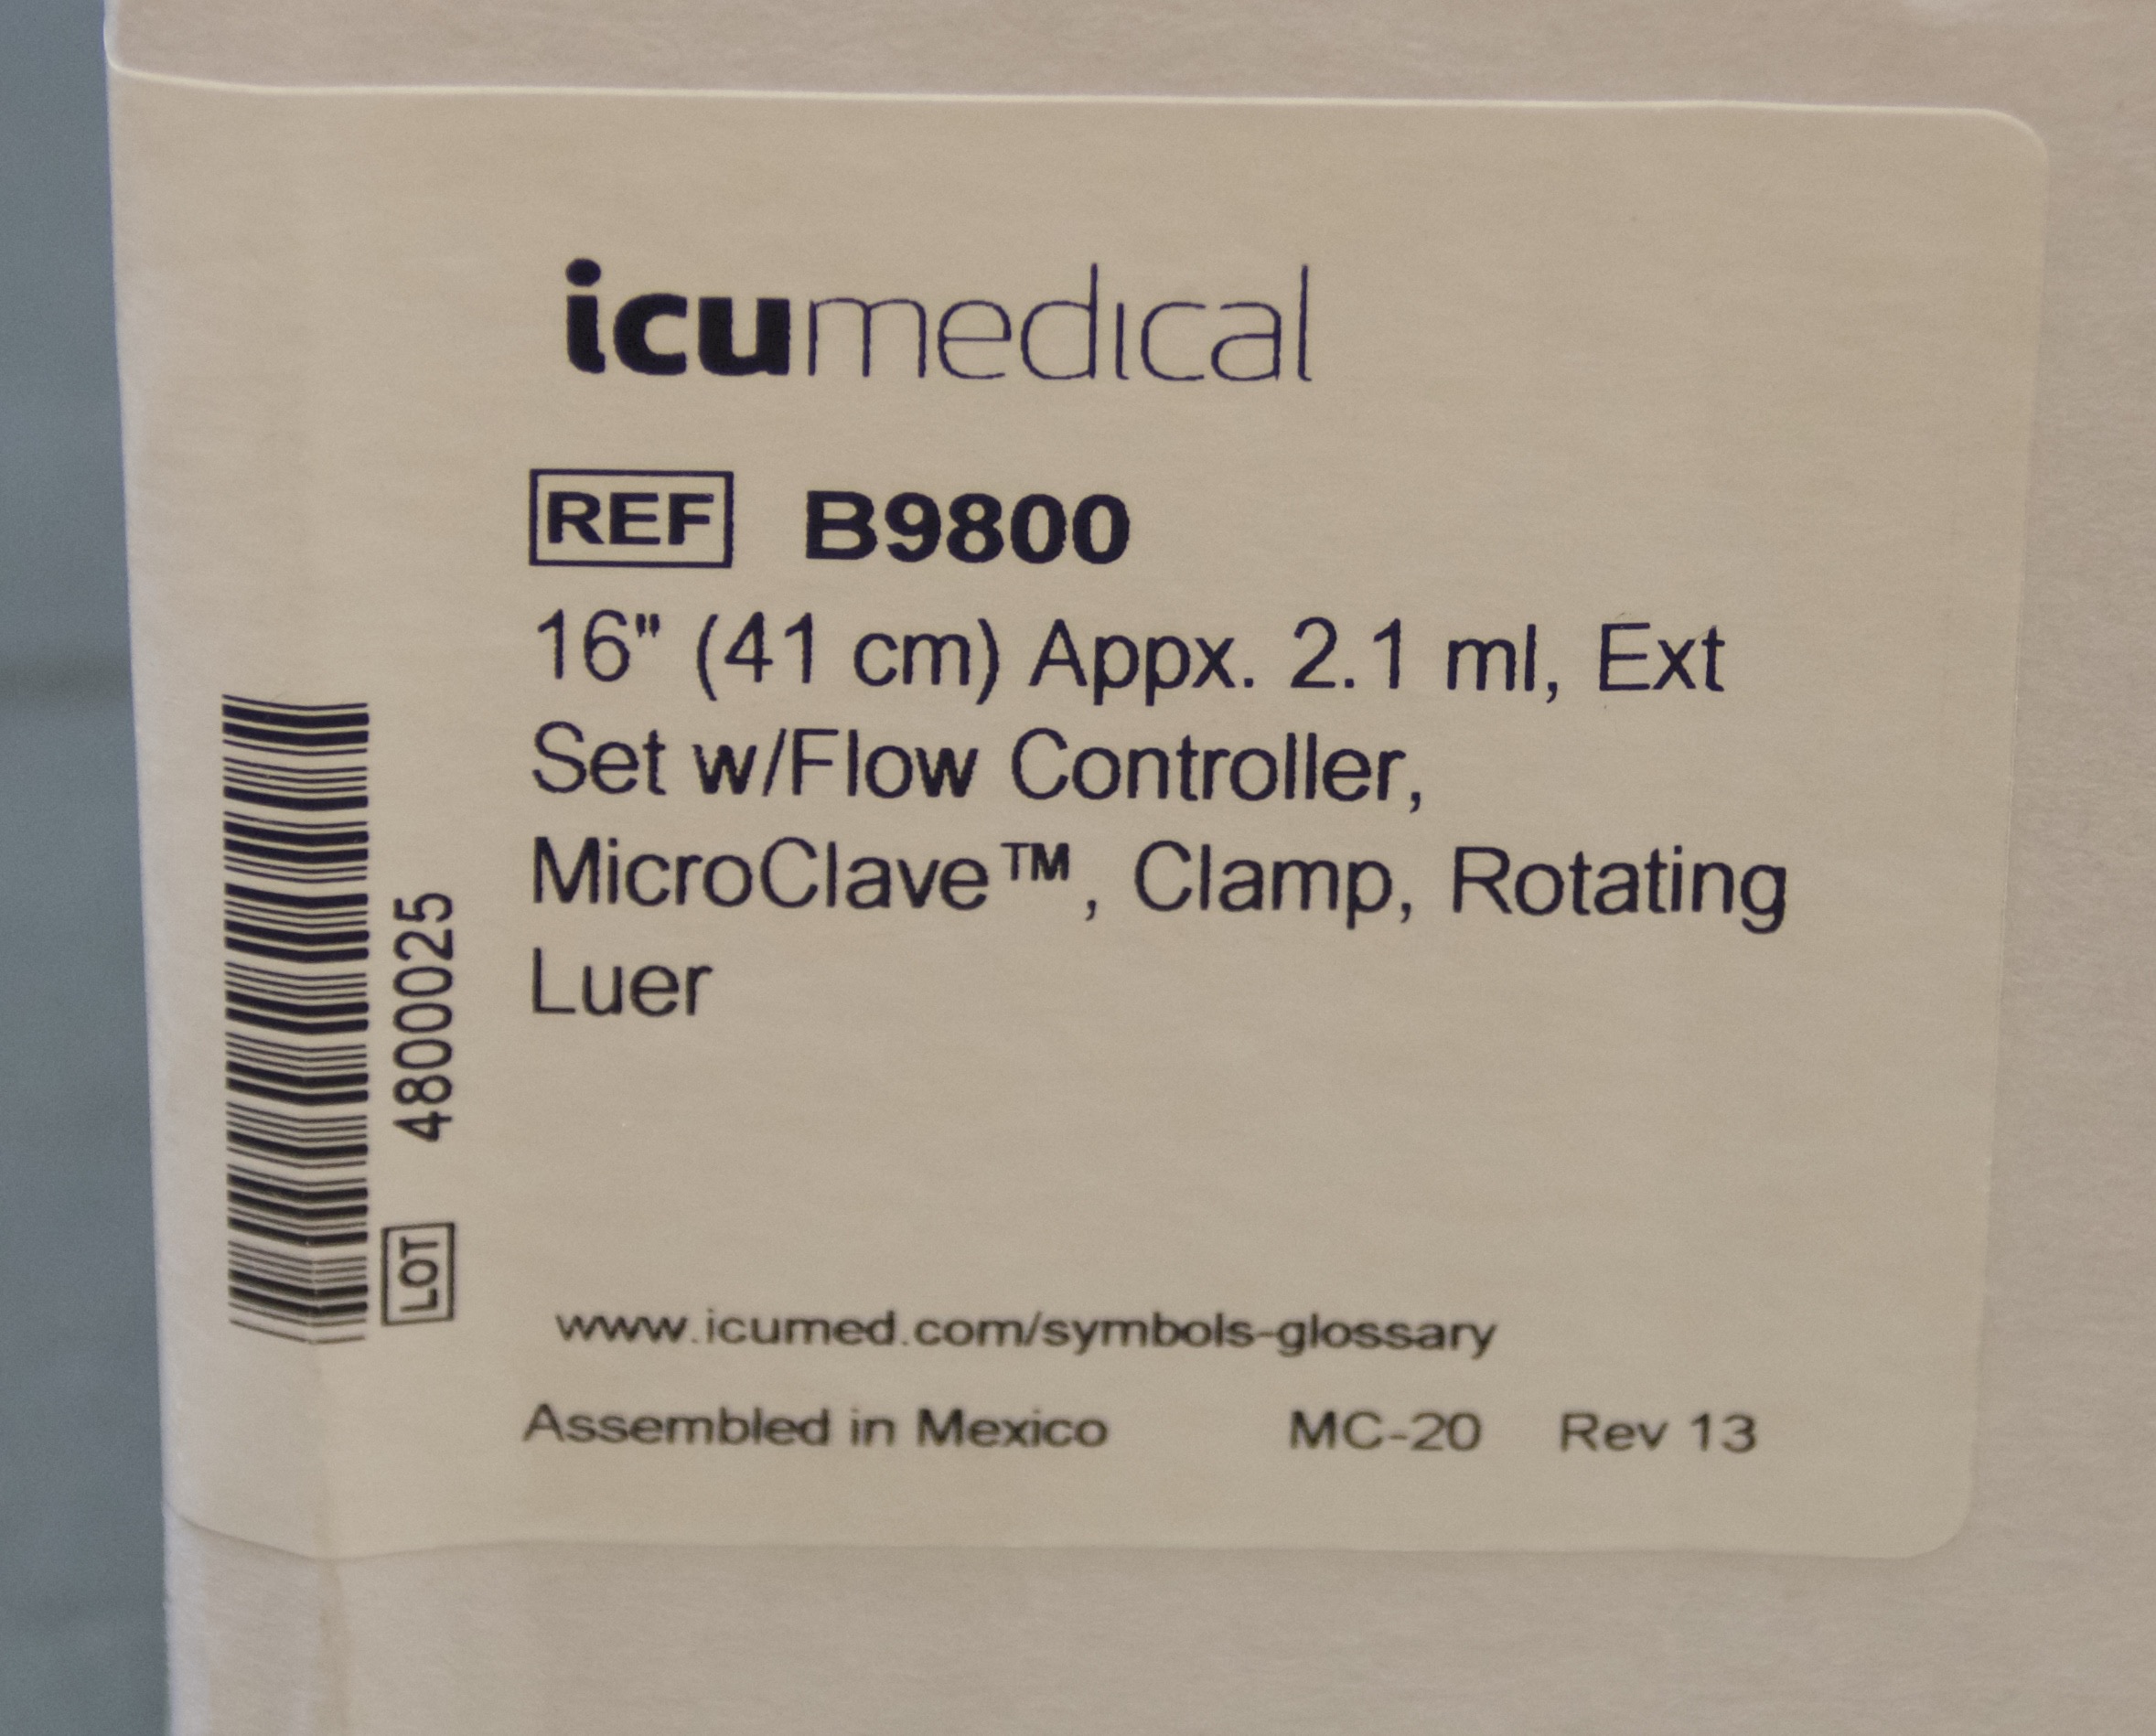 icumedical
REF B9800
16" (41 cm) Appx. 2.1 ml, Ext
Set w/Flow Controller,
MicroClave™, Clamp, Rotating
Luer
LOT 4800025
www.icumed.com/symbols-glossary
Assembled in Mexico MC-20 Rev 13